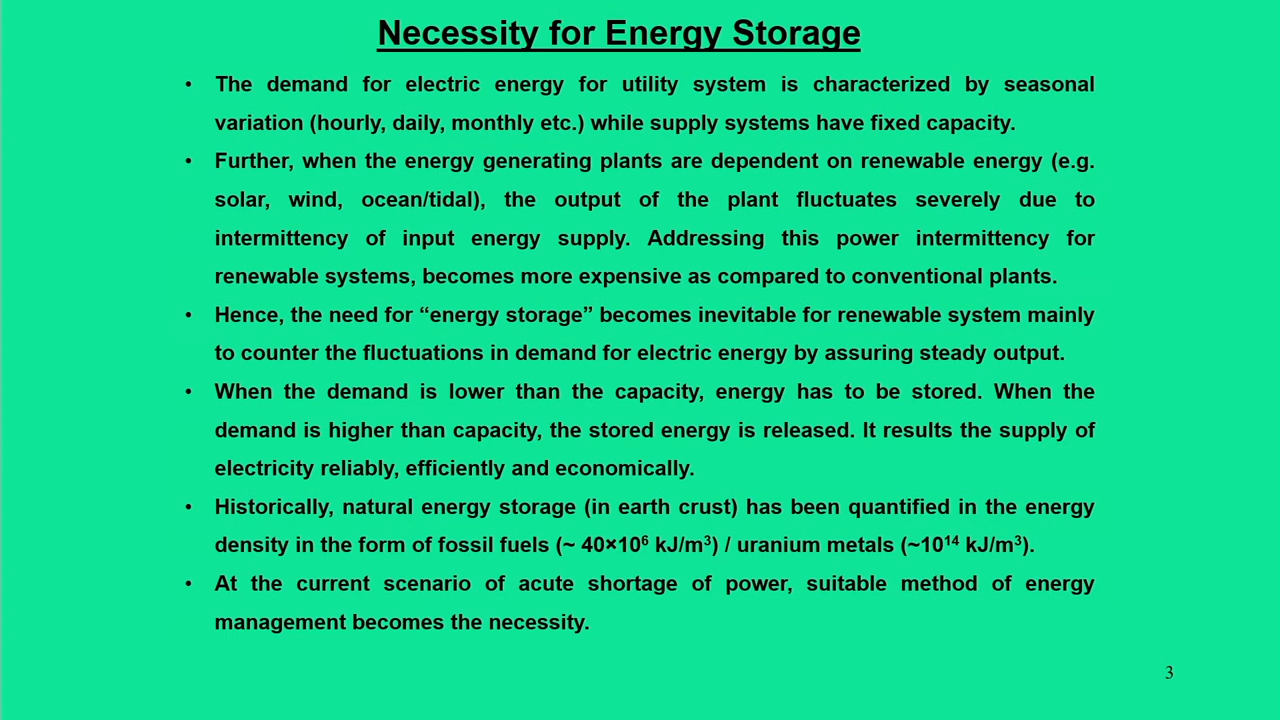 Necessity for Energy Storage
• The demand for electric energy for utility system is characterized by seasonal
variation (hourly, daily, monthly etc.) while supply systems have fixed capacity.
• Further, when the energy generating plants are dependent on renewable energy (e.g.
solar, wind, ocean/tidal), the output of the plant fluctuates severely due to
intermittency of input energy supply. Addressing this power intermittency for
renewable systems, becomes more expensive as compared to conventional plants.
• Hence, the need for “energy storage” becomes inevitable for renewable system mainly
to counter the fluctuations in demand for electric energy by assuring steady output.
• When the demand is lower than the capacity, energy has to be stored. When the
demand is higher than capacity, the stored energy is released. It results the supply of
electricity reliably, efficiently and economically.
• Historically, natural energy storage (in earth crust) has been quantified in the energy
density in the form of fossil fuels (~ 40×10⁶ kJ/m³) / uranium metals (~10¹⁴ kJ/m³).
• At the current scenario of acute shortage of power, suitable method of energy
management becomes the necessity.
3